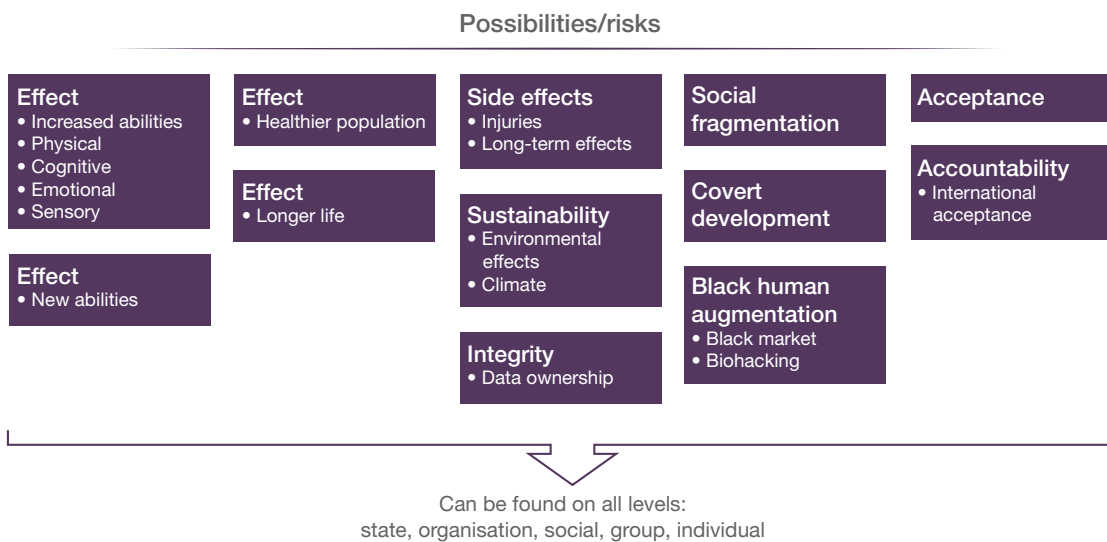 Possibilities/risks
Effect
• Increased abilities
• Physical
• Cognitive
• Emotional
• Sensory
Effect
• New abilities
Effect
• Healthier population
Effect
• Longer life
Side effects
• Injuries
• Long-term effects
Sustainability
• Environmental
effects
• Climate
Integrity
• Data ownership
Social
fragmentation
Covert
development
Black human
augmentation
• Black market
• Biohacking
Acceptance
Accountability
• International
acceptance
Can be found on all levels:
state, organisation, social, group, individual